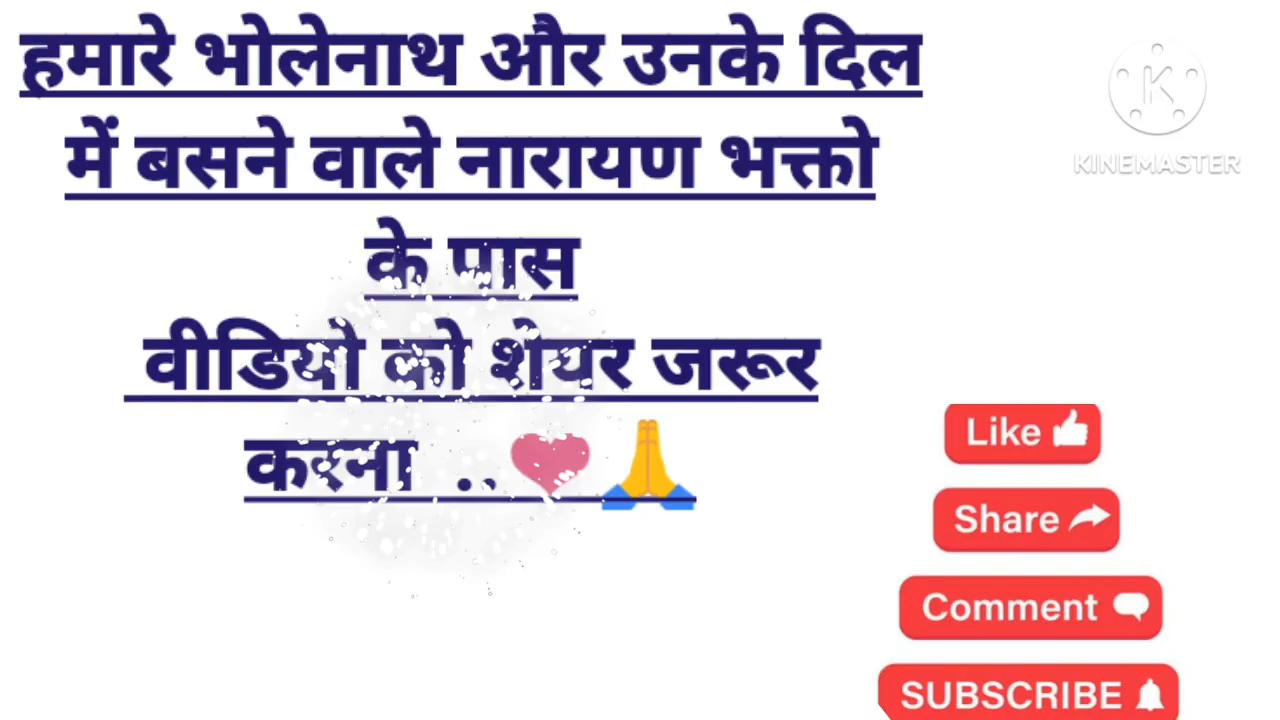 हमारे भोलेनाथ और उनके दिल
में बसने वाले नारायण भक्तो
के पास
वीडियो को शेयर जरूर
करना .. 💗🙏
K
KINEMASTER
Like
Share
Comment
SUBSCRIBE